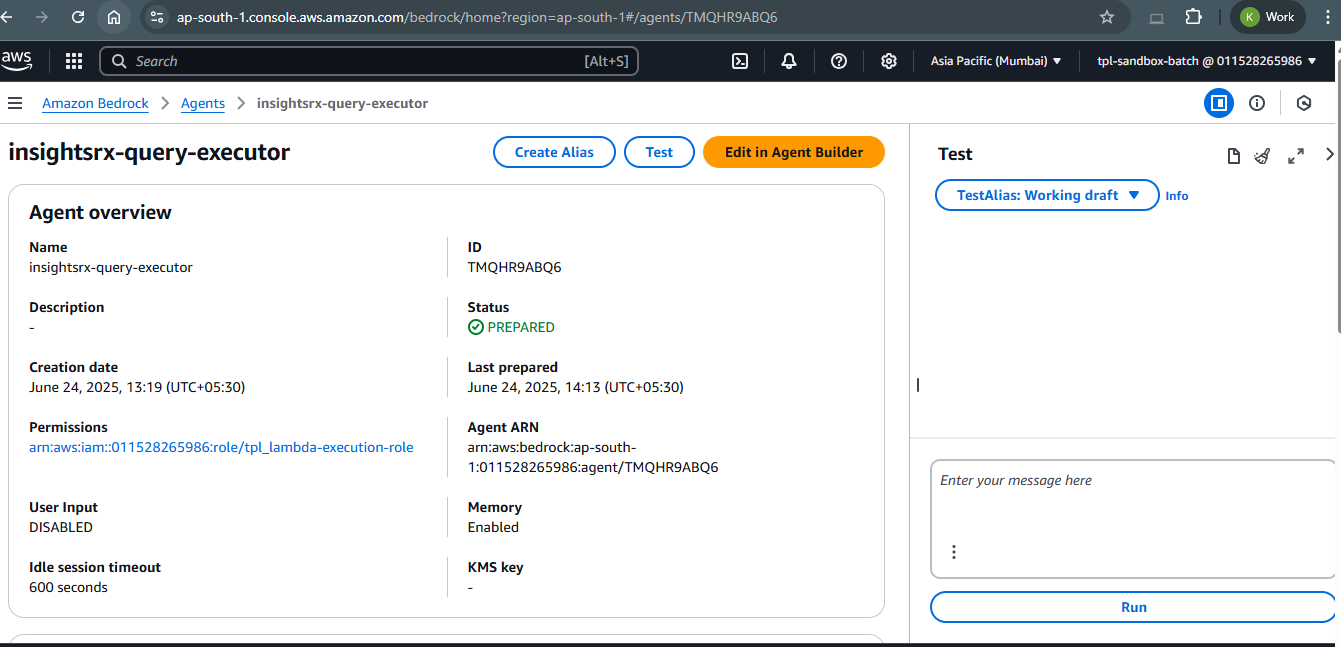 ap-south-1.console.aws.amazon.com/bedrock/home?region=ap-south-1#/agents/TMQHR9ABQ6
K Work
aws
Search [Alt+S]
Asia Pacific (Mumbai) ▼
tpl-sandbox-batch @ 011528265986 ▼
Amazon Bedrock > Agents > insightsrx-query-executor
insightsrx-query-executor
Create Alias
Test
Edit in Agent Builder
Agent overview
Name
insightsrx-query-executor
ID
TMQHR9ABQ6
Description
-
Status
PREPARED
Creation date
June 24, 2025, 13:19 (UTC+05:30)
Last prepared
June 24, 2025, 14:13 (UTC+05:30)
Permissions
arn:aws:iam::011528265986:role/tpl_lambda-execution-role
Agent ARN
arn:aws:bedrock:ap-south-
1:011528265986:agent/TMQHR9ABQ6
User Input
DISABLED
Memory
Enabled
Idle session timeout
600 seconds
KMS key
-
Test
TestAlias: Working draft ▼
Info
Enter your message here
Run